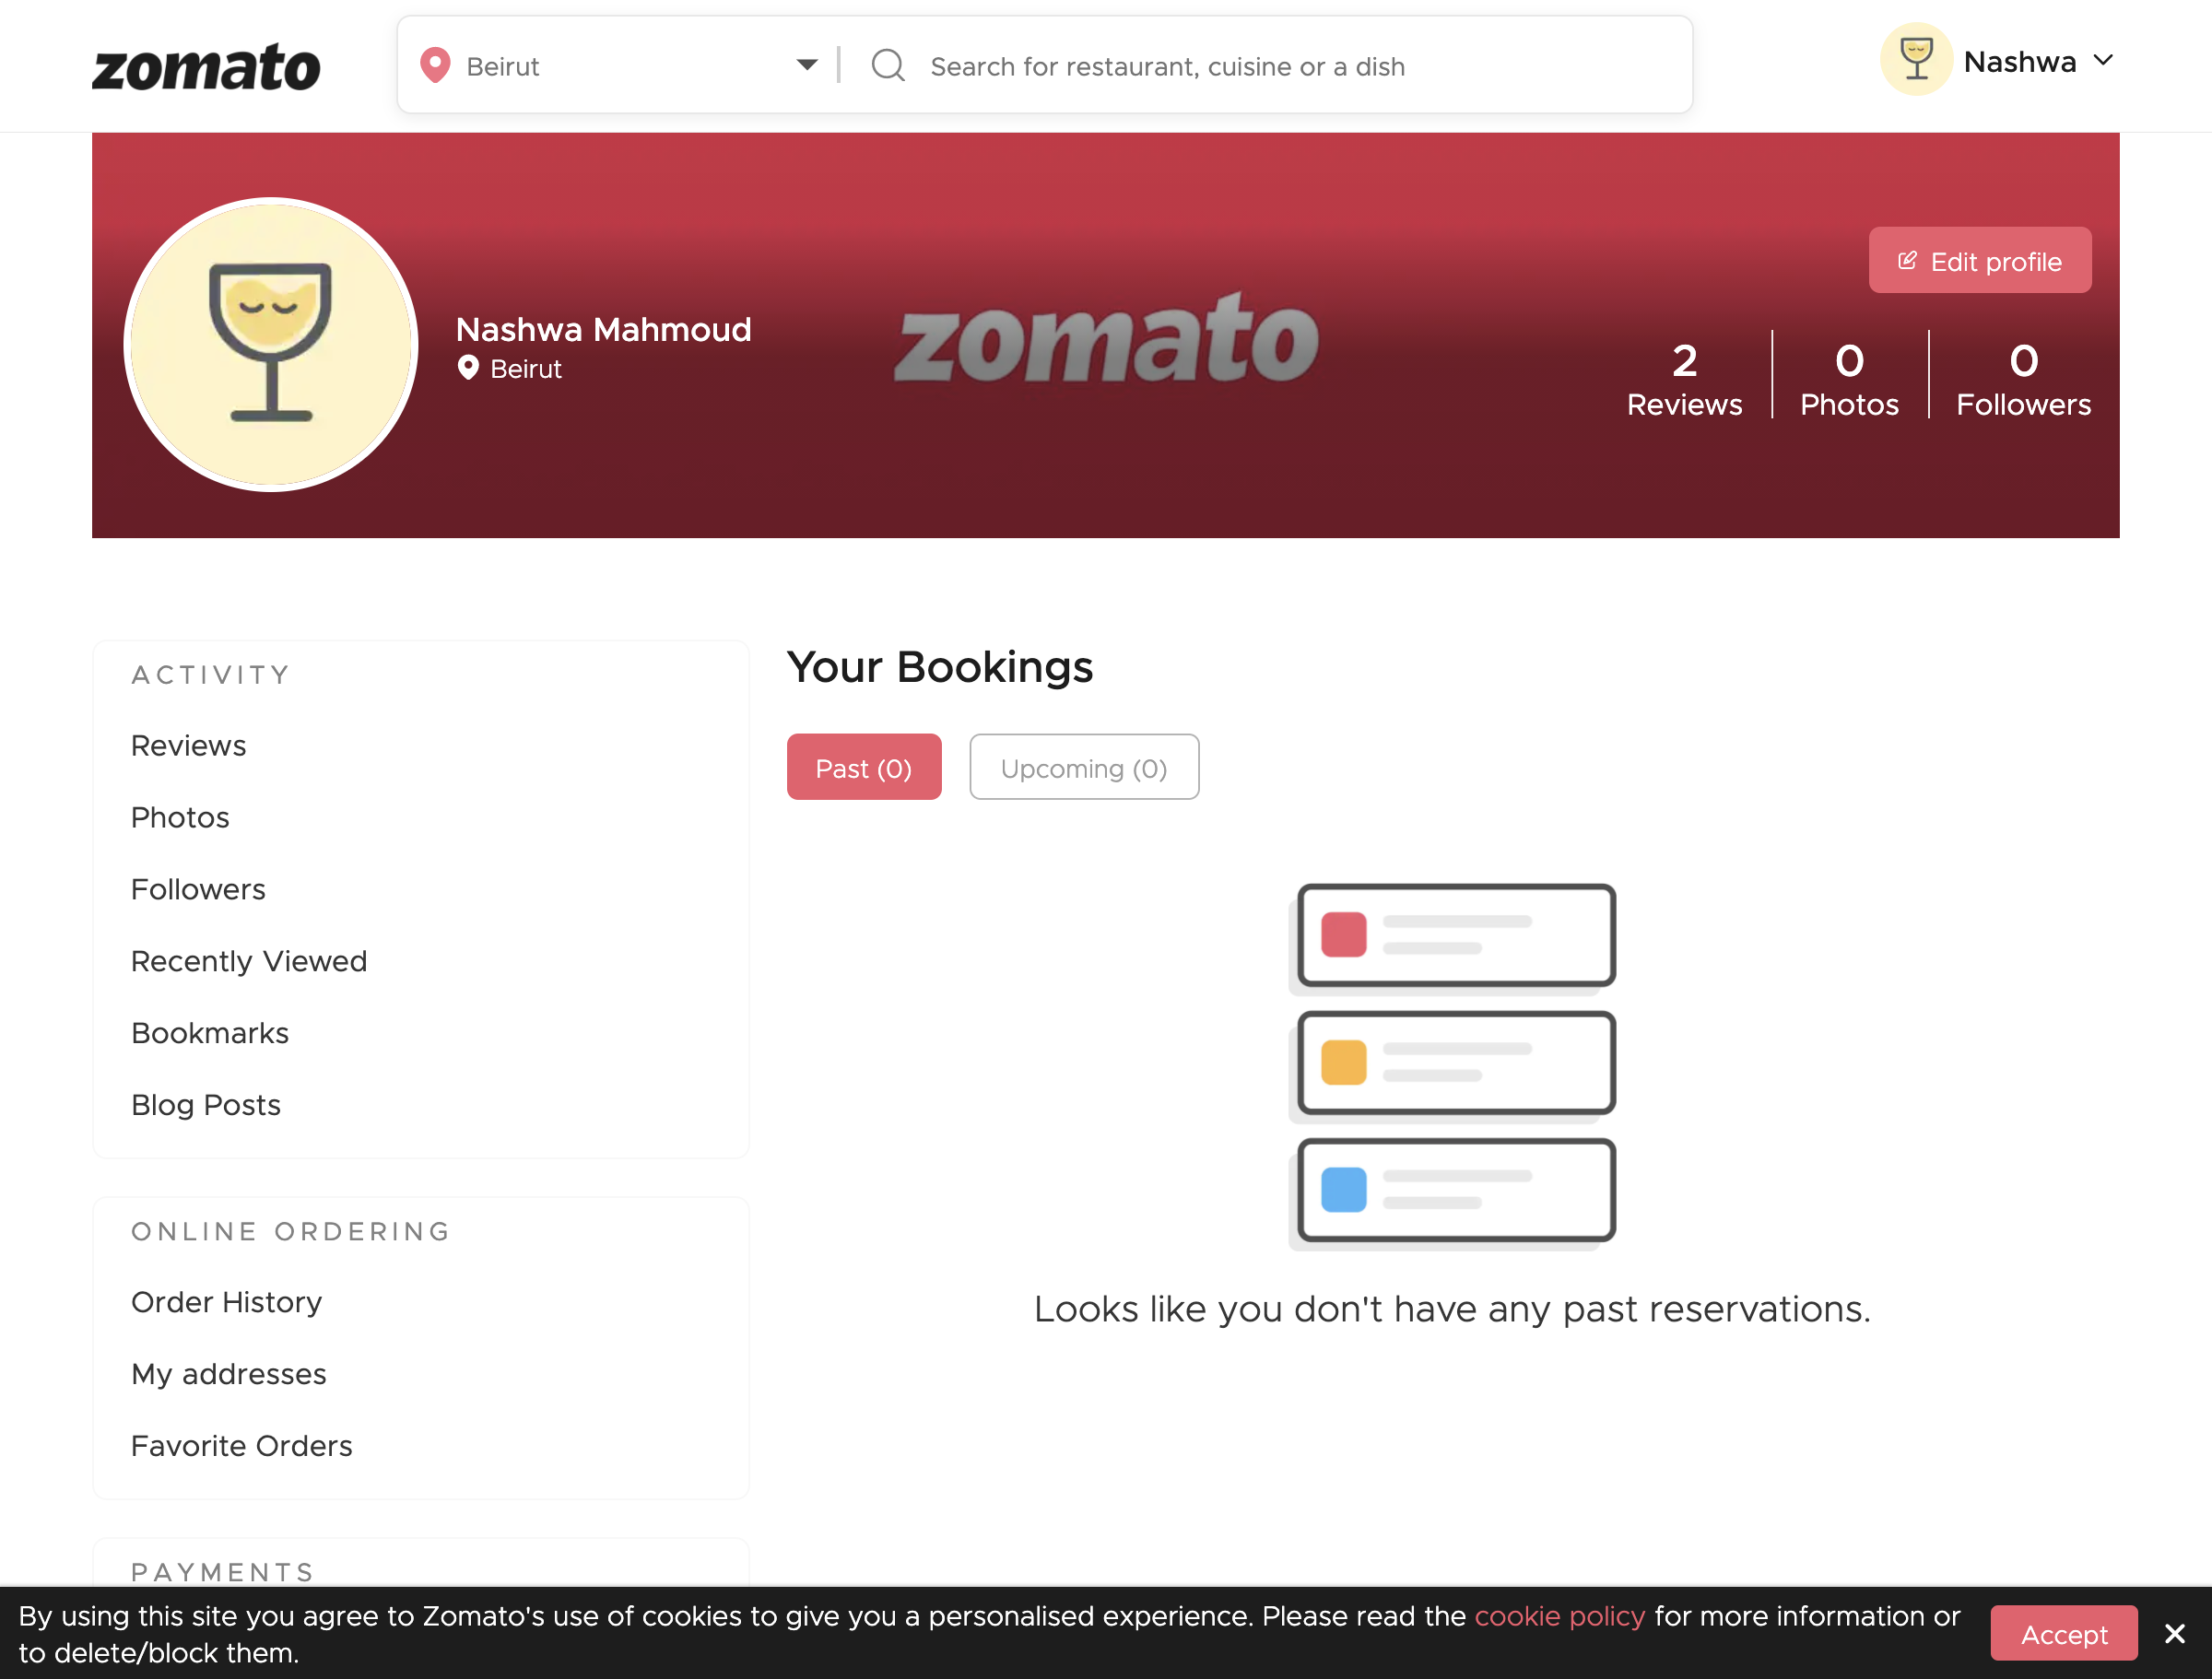 zomato
Beirut
Search for restaurant, cuisine or a dish
Nashwa
zomato
Edit profile
Nashwa Mahmoud
Beirut
2
Reviews
0
Photos
0
Followers
ACTIVITY
Reviews
Photos
Followers
Recently Viewed
Bookmarks
Blog Posts
ONLINE ORDERING
Order History
My addresses
Favorite Orders
PAYMENTS
Your Bookings
Past (0)
Upcoming (0)
Looks like you don't have any past reservations.
By using this site you agree to Zomato's use of cookies to give you a personalised experience. Please read the cookie policy for more information or
to delete/block them.
Accept